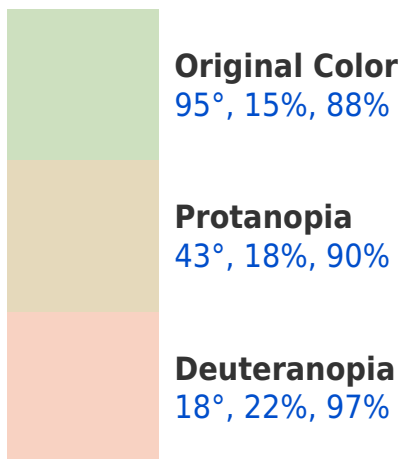 Original Color
95°, 15%, 88%
Protanopia
43°, 18%, 90%
Deuteranopia
18°, 22%, 97%